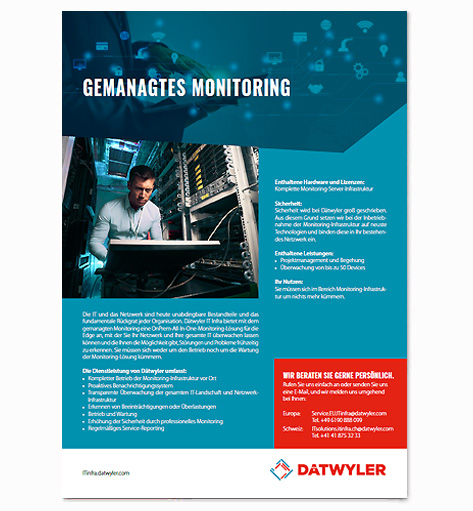 GEMANAGTES MONITORING
Die IT und das Netzwerk sind heute unabdingbare Bestandteile und das
fundamentale Rückgrat jeder Organisation. Dätwyler IT Infra bietet mit dem
gemanagten Monitoring eine OnPrem-All-In-One-Monitoring-Lösung für die
Edge an, mit der Sie Ihr Netzwerk und Ihre gesamte IT überwachen lassen
können und die Ihnen die Möglichkeit gibt, Störungen und Probleme frühzeitig
zu erkennen. Sie müssen sich weder um den Betrieb noch um die Wartung
der Monitoring-Lösung kümmern.
Die Dienstleistung von Dätwyler umfasst:
• Kompletter Betrieb der Monitoring-Infrastruktur vor Ort
• Proaktives Benachrichtigungssystem
• Transparente Überwachung der gesamten IT-Landschaft und Netzwerk-
Infrastruktur
• Erkennen von Beeinträchtigungen oder Überlastungen
• Betrieb und Wartung
• Erhöhung der Sicherheit durch professionelles Monitoring
• Regelmäßiges Service-Reporting
Enthaltene Hardware und Lizenzen:
Komplette Monitoring-Server-Infrastruktur
Sicherheit:
Sicherheit wird bei Dätwyler groß geschrieben.
Aus diesem Grund setzen wir bei der Inbetrieb-
nahme der Monitoring-Infrastruktur auf neuste
Technologien und binden diese in Ihr bestehen-
des Netzwerk ein.
Enthaltene Leistungen:
• Projektmanagement und Begehung
• Überwachung von bis zu 50 Devices
Ihr Nutzen:
Sie müssen sich im Bereich Monitoring-Infrastruk-
tur um nichts mehr kümmern.
WIR BERATEN SIE GERNE PERSÖNLICH.
Rufen Sie uns einfach an oder senden Sie uns
eine E-Mail, und wir melden uns umgehend
bei Ihnen:
Europa: Service.EU.ITinfra@datwyler.com
Tel. +49 6190 888 099
Schweiz: ITsolutions.itinfra.ch@datwyler.com
Tel. +41 41 875 32 33
ITinfra.datwyler.com
DATWYLER